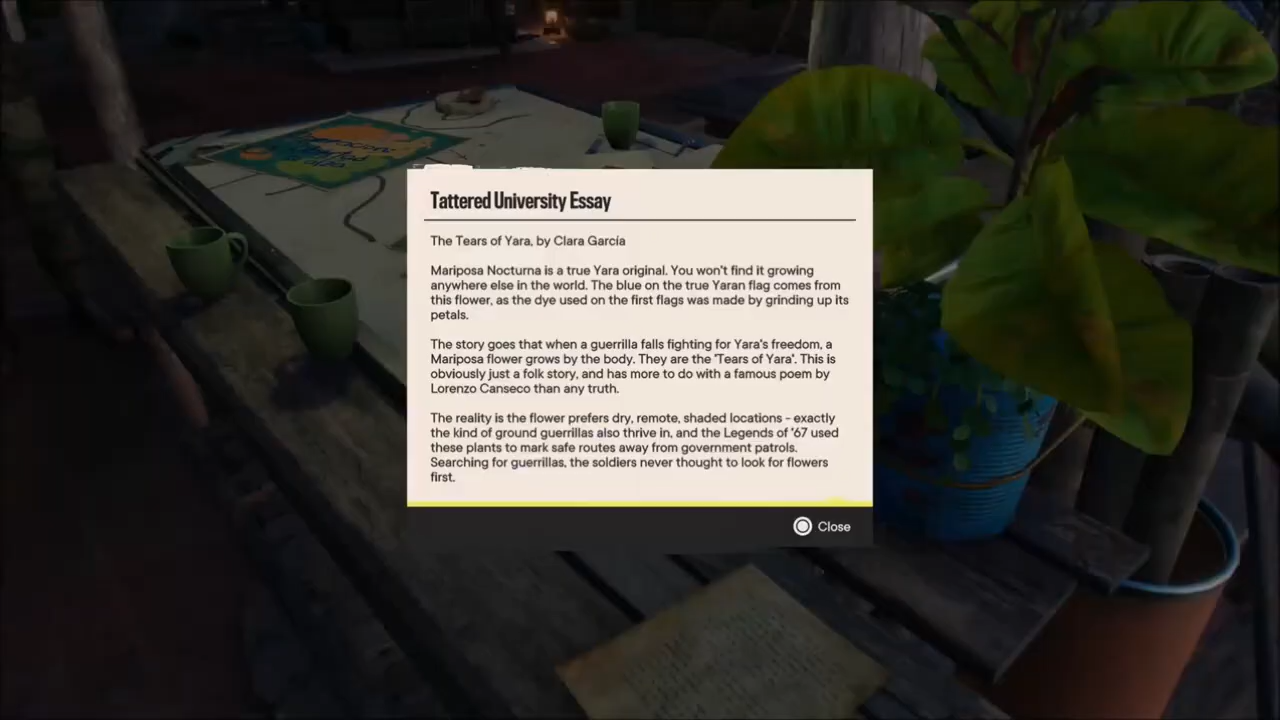 Tattered University Essay
The Tears of Yara, by Clara García
Mariposa Nocturna is a true Yara original. You won't find it growing
anywhere else in the world. The blue on the true Yaran flag comes from
this flower, as the dye used on the first flags was made by grinding up its
petals.
The story goes that when a guerrilla falls fighting for Yara's freedom, a
Mariposa flower grows by the body. They are the 'Tears of Yara'. This is
obviously just a folk story, and has more to do with a famous poem by
Lorenzo Canseco than any truth.
The reality is the flower prefers dry, remote, shaded locations - exactly
the kind of ground guerrillas also thrive in, and the Legends of '67 used
these plants to mark safe routes away from government patrols.
Searching for guerrillas, the soldiers never thought to look for flowers
first.
Close